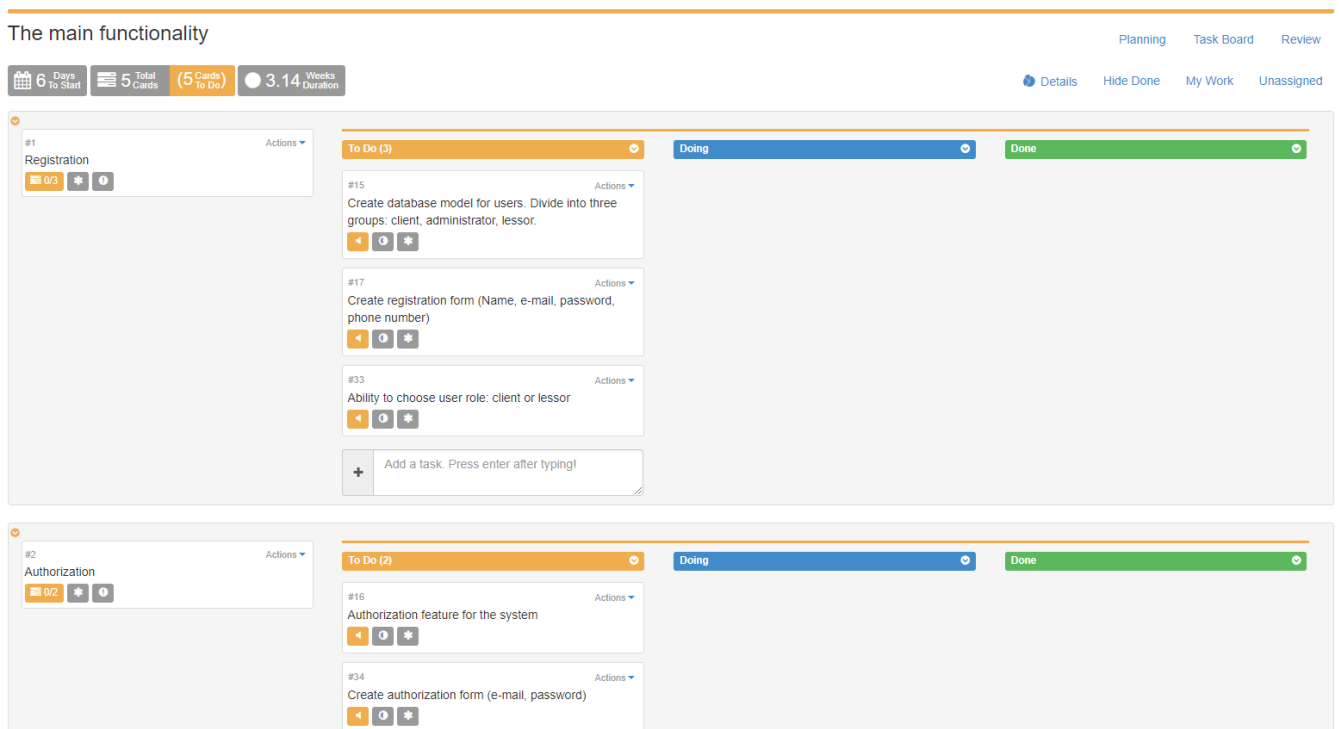 The main functionality
Planning Task Board Review
6 Days To Start 5 Total Cards (5 Cards To Do) 3.14 Weeks Duration
Details Hide Done My Work Unassigned
#1 Actions
Registration
0/3
To Do (3) Doing Done
#15 Actions
Create database model for users. Divide into three
groups: client, administrator, lessor.
#17 Actions
Create registration form (Name, e-mail, password,
phone number)
#33 Actions
Ability to choose user role: client or lessor
Add a task. Press enter after typing!
#2 Actions
Authorization
0/2
To Do (2) Doing Done
#16 Actions
Authorization feature for the system
#34 Actions
Create authorization form (e-mail, password)